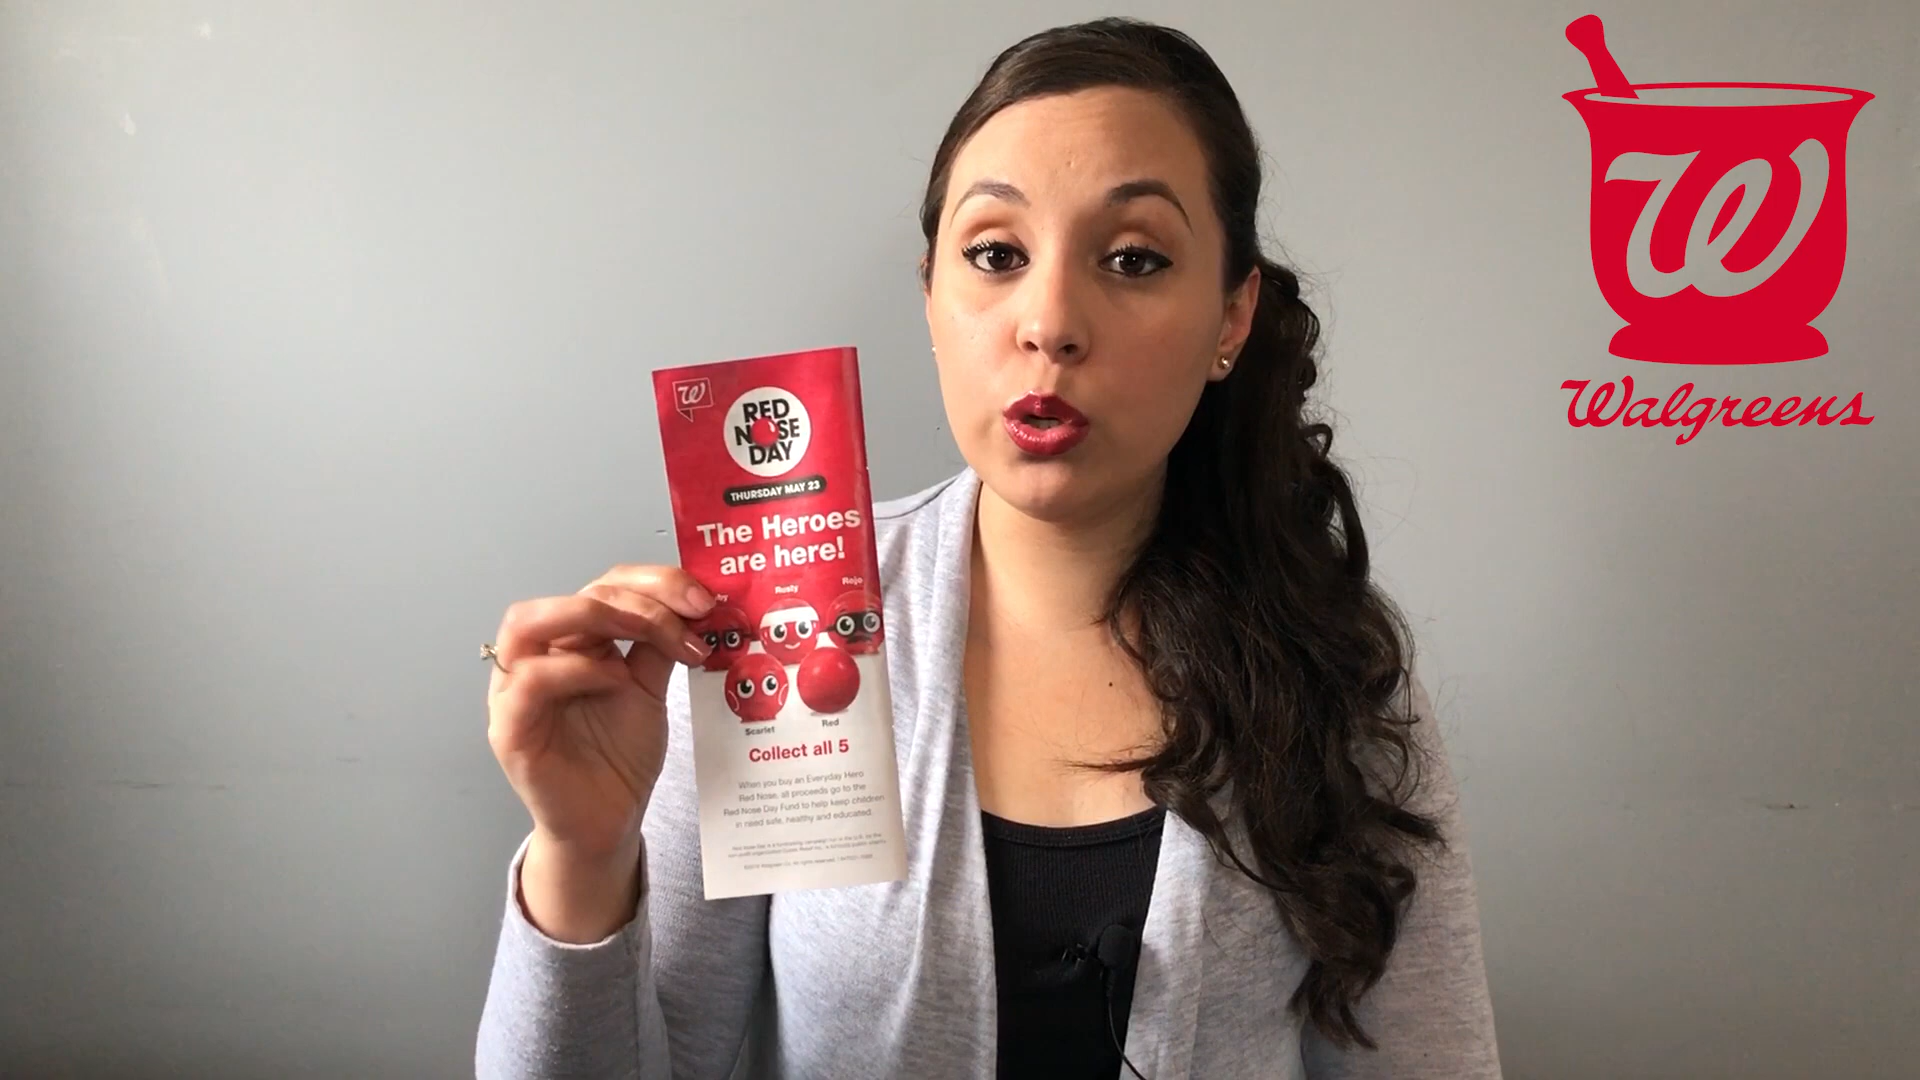 W
Walgreens
W
RED
NOSE
DAY
THURSDAY MAY 23
The Heroes
are here!
Rusty
Rojo
Scarlet
Red
Collect all 5
When you buy an Everyday Hero
Red Nose, all proceeds go to the
Red Nose Day Fund to help keep children
in need safe, healthy and educated.